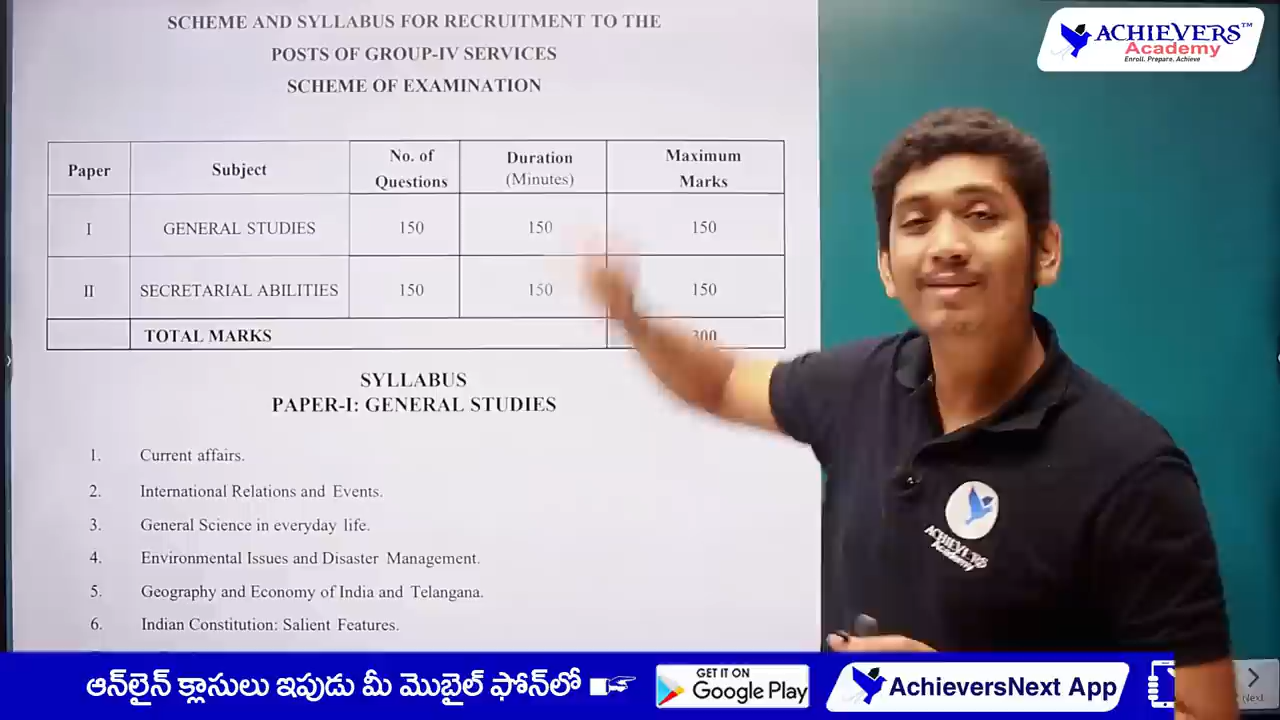 SCHEME AND SYLLABUS FOR RECRUITMENT TO THE
POSTS OF GROUP-IV SERVICES
SCHEME OF EXAMINATION
ACHIEVERS™
Academy
Enroll. Prepare. Achieve
Paper Subject No. of Questions Duration (Minutes) Maximum Marks
I GENERAL STUDIES 150 150 150
II SECRETARIAL ABILITIES 150 150 150
TOTAL MARKS 300
SYLLABUS
PAPER-I: GENERAL STUDIES
1. Current affairs.
2. International Relations and Events.
3. General Science in everyday life.
4. Environmental Issues and Disaster Management.
5. Geography and Economy of India and Telangana.
6. Indian Constitution: Salient Features.
ACHIEVERS
Academy
ఆన్‌లైన్ క్లాసులు ఇపుడు మీ మొబైల్ ఫోన్‌లో
GET IT ON
Google Play
AchieversNext App
Next